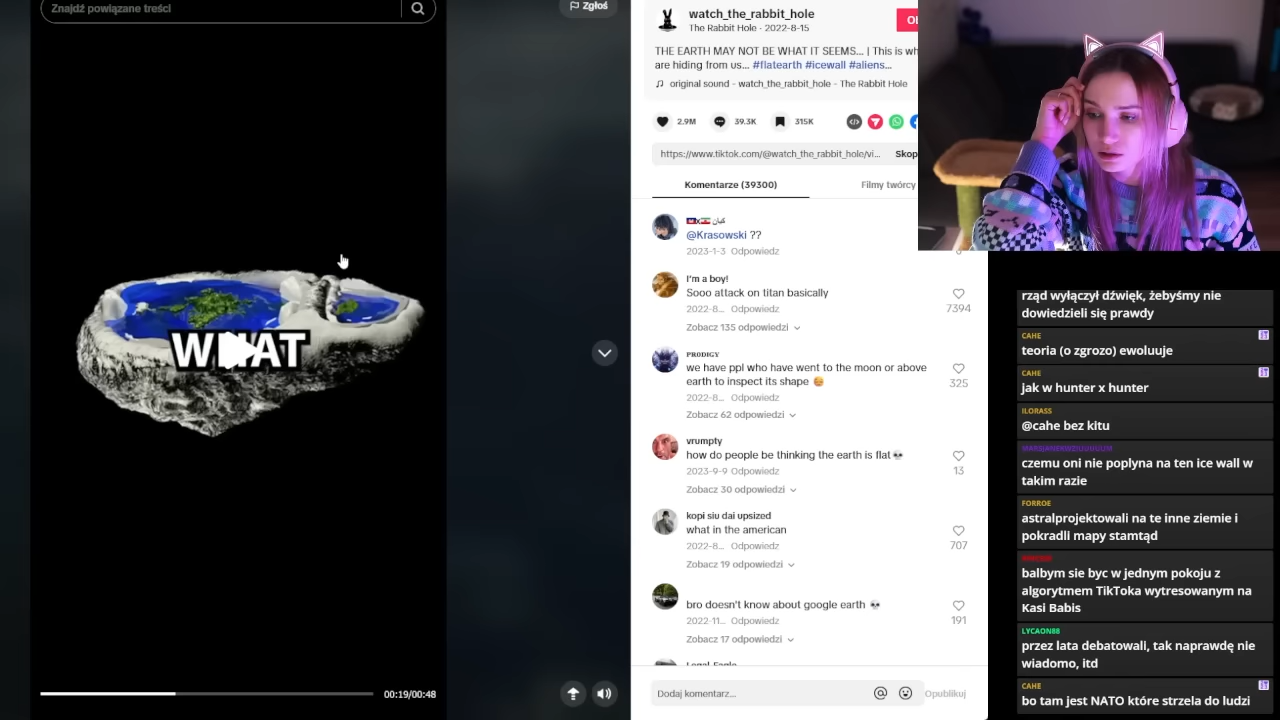 Znajdź powiązane treści
Zgłoś
WHAT
00:19/00:48
watch_the_rabbit_hole
The Rabbit Hole · 2022-8-15
THE EARTH MAY NOT BE WHAT IT SEEMS... | This is wh
are hiding from us... #flatearth #icewall #aliens...
original sound - watch_the_rabbit_hole - The Rabbit Hole
2.9M
39.3K
315K
https://www.tiktok.com/@watch_the_rabbit_hole/vi...
Skop
Komentarze (39300)
Filmy twórcy
کیان
@Krasowski ??
2023-1-3 Odpowiedz
I'm a boy!
Sooo attack on titan basically
2022-8... Odpowiedz
7394
Zobacz 135 odpowiedzi
PRODIGY
we have ppl who have went to the moon or above
earth to inspect its shape
2022-8... Odpowiedz
325
Zobacz 62 odpowiedzi
vrumpty
how do people be thinking the earth is flat💀
2023-9-9 Odpowiedz
13
Zobacz 30 odpowiedzi
kopi siu dai upsized
what in the american
2022-8... Odpowiedz
707
Zobacz 19 odpowiedzi
bro doesn't know about google earth 💀
2022-11... Odpowiedz
191
Zobacz 17 odpowiedzi
Legal Eagle
Dodaj komentarz...
Opublikuj
rząd wyłączył dźwięk, żebyśmy nie
dowiedzieli się prawdy
CAHE
teoria (o zgrozo) ewoluuje
CAHE
jak w hunter x hunter
ILORASS
@cahe bez kitu
czemu oni nie popłyna na ten ice wall w
takim razie
FORROE
astralprojektowali na te inne ziemie i
pokradli mapy stamtąd
bałbym sie być w jednym pokoju z
algorytmem TikToka wytresowanym na
Kasi Babis
LYCAON88
przez lata dorabiali, tak naprawdę nie
wiadomo, itd
CAHE
bo tam jest NATO które strzela do ludzi